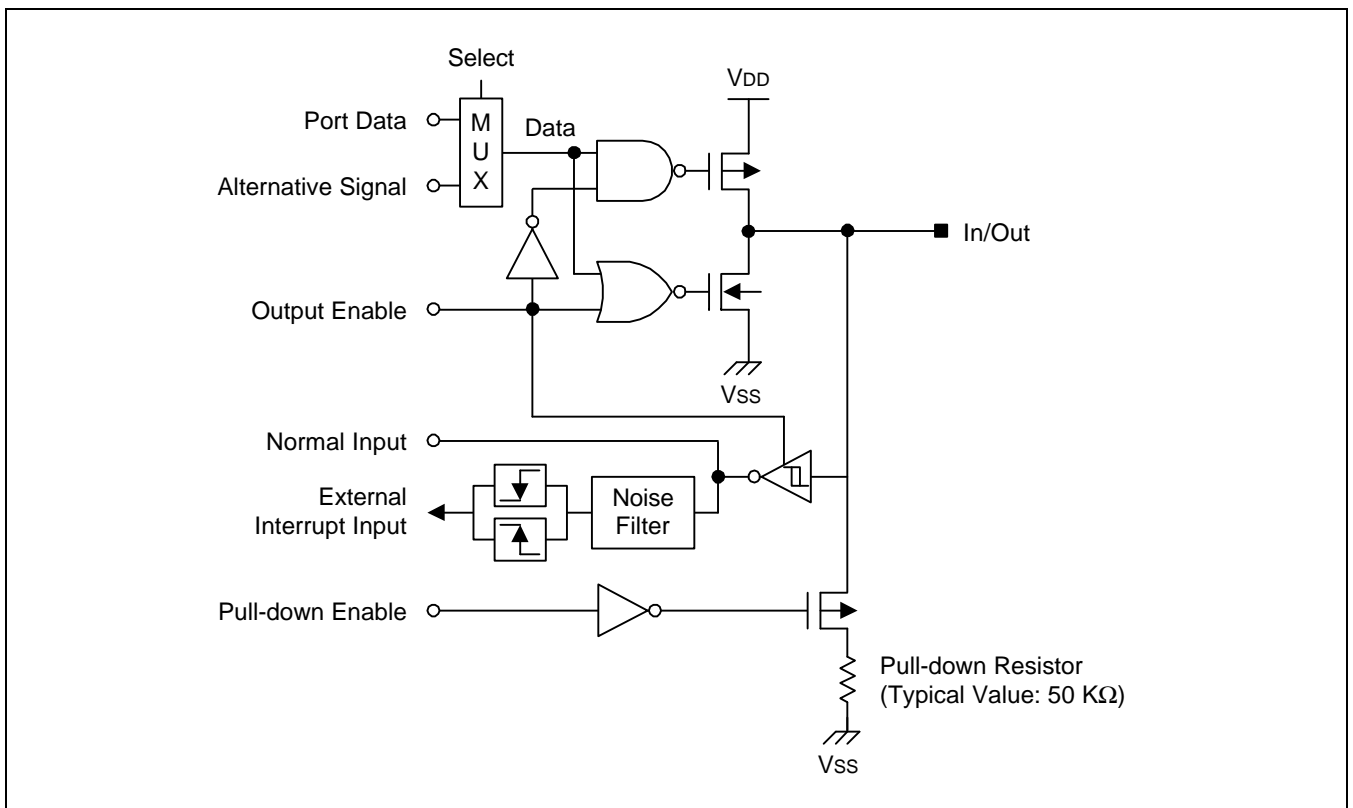 Select
VDD
Port Data
M
U
X
Data
Alternative Signal
In/Out
Output Enable
VSS
Normal Input
External
Interrupt Input
Noise
Filter
Pull-down Enable
Pull-down Resistor
(Typical Value: 50 KΩ)
VSS